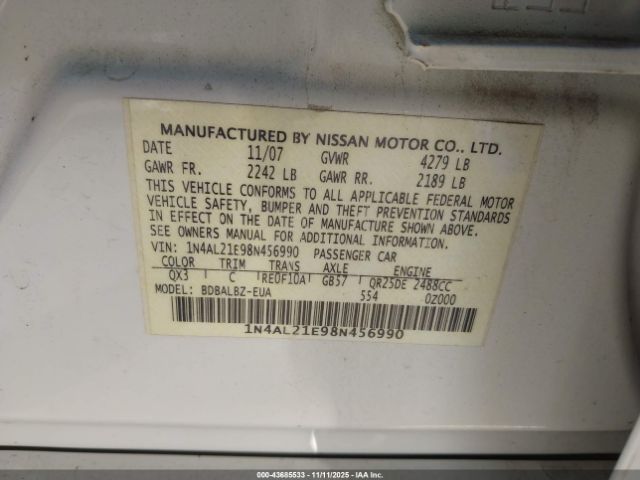 MANUFACTURED BY NISSAN MOTOR CO., LTD.
DATE 11/07 GVWR 4279 LB
GAWR FR. 2242 LB GAWR RR. 2189 LB
THIS VEHICLE CONFORMS TO ALL APPLICABLE FEDERAL MOTOR
VEHICLE SAFETY, BUMPER AND THEFT PREVENTION STANDARDS
IN EFFECT ON THE DATE OF MANUFACTURE SHOWN ABOVE.
SEE OWNERS MANUAL FOR ADDITIONAL INFORMATION.
VIN: 1N4AL21E98N456990 PASSENGER CAR
COLOR TRIM TRANS AXLE ENGINE
QX3 C RE0F10A GB57 QR25DE 2488CC
MODEL: BDBALBZ-EUA 554 0Z000
1N4AL21E98N456990
000-43685533 - 11/11/2025 - IAA Inc.